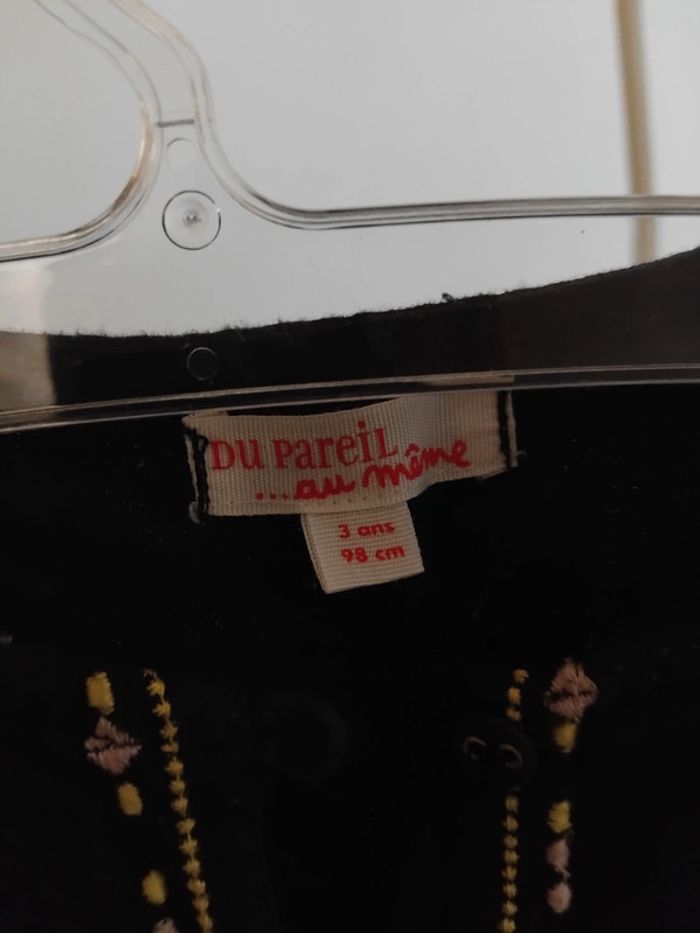 DU PAREIL
...au même
3 ans
98 cm